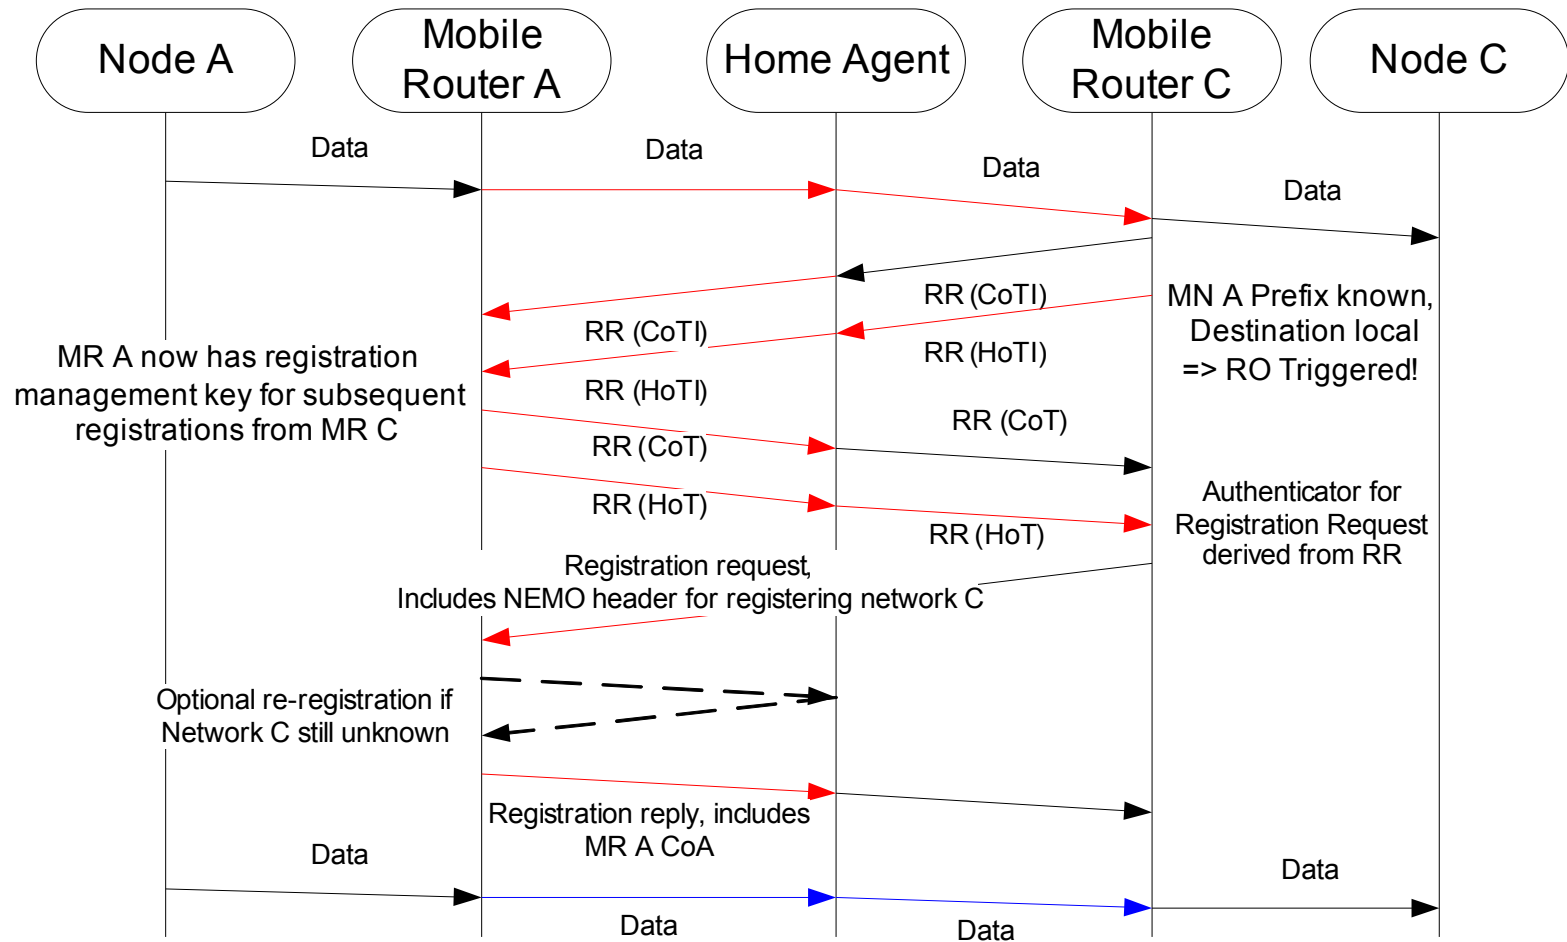 Node A
Mobile
Router A
Home Agent
Mobile
Router C
Node C
Data
Data
Data
Data
RR (CoTI)
MN A Prefix known,
Destination local
=> RO Triggered!
RR (CoTI)
RR (HoTI)
MR A now has registration
management key for subsequent
registrations from MR C
RR (HoTI)
RR (CoT)
RR (CoT)
RR (HoT)
RR (HoT)
Authenticator for
Registration Request
derived from RR
Registration request,
Includes NEMO header for registering network C
Optional re-registration if
Network C still unknown
Registration reply, includes
MR A CoA
Data
Data
Data
Data